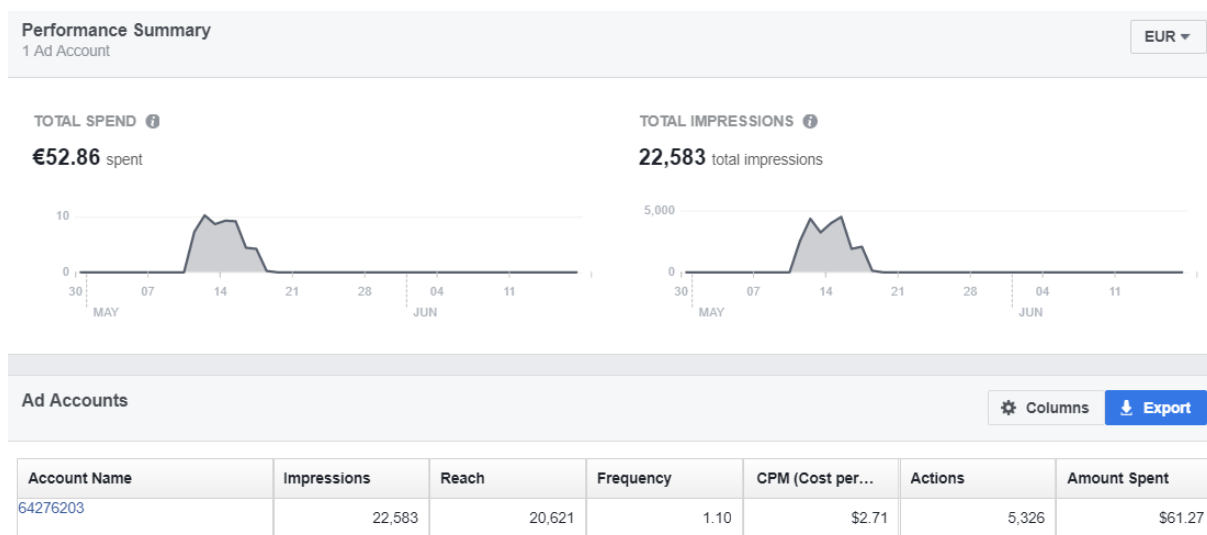 Performance Summary
1 Ad Account
EUR
TOTAL SPEND
€52.86 spent
10
0
30 07 14 21 28 04 11
MAY JUN
TOTAL IMPRESSIONS
22,583 total impressions
5,000
0
30 07 14 21 28 04 11
MAY JUN
Ad Accounts
Columns Export
Account Name Impressions Reach Frequency CPM (Cost per... Actions Amount Spent
64276203 22,583 20,621 1.10 $2.71 5,326 $61.27